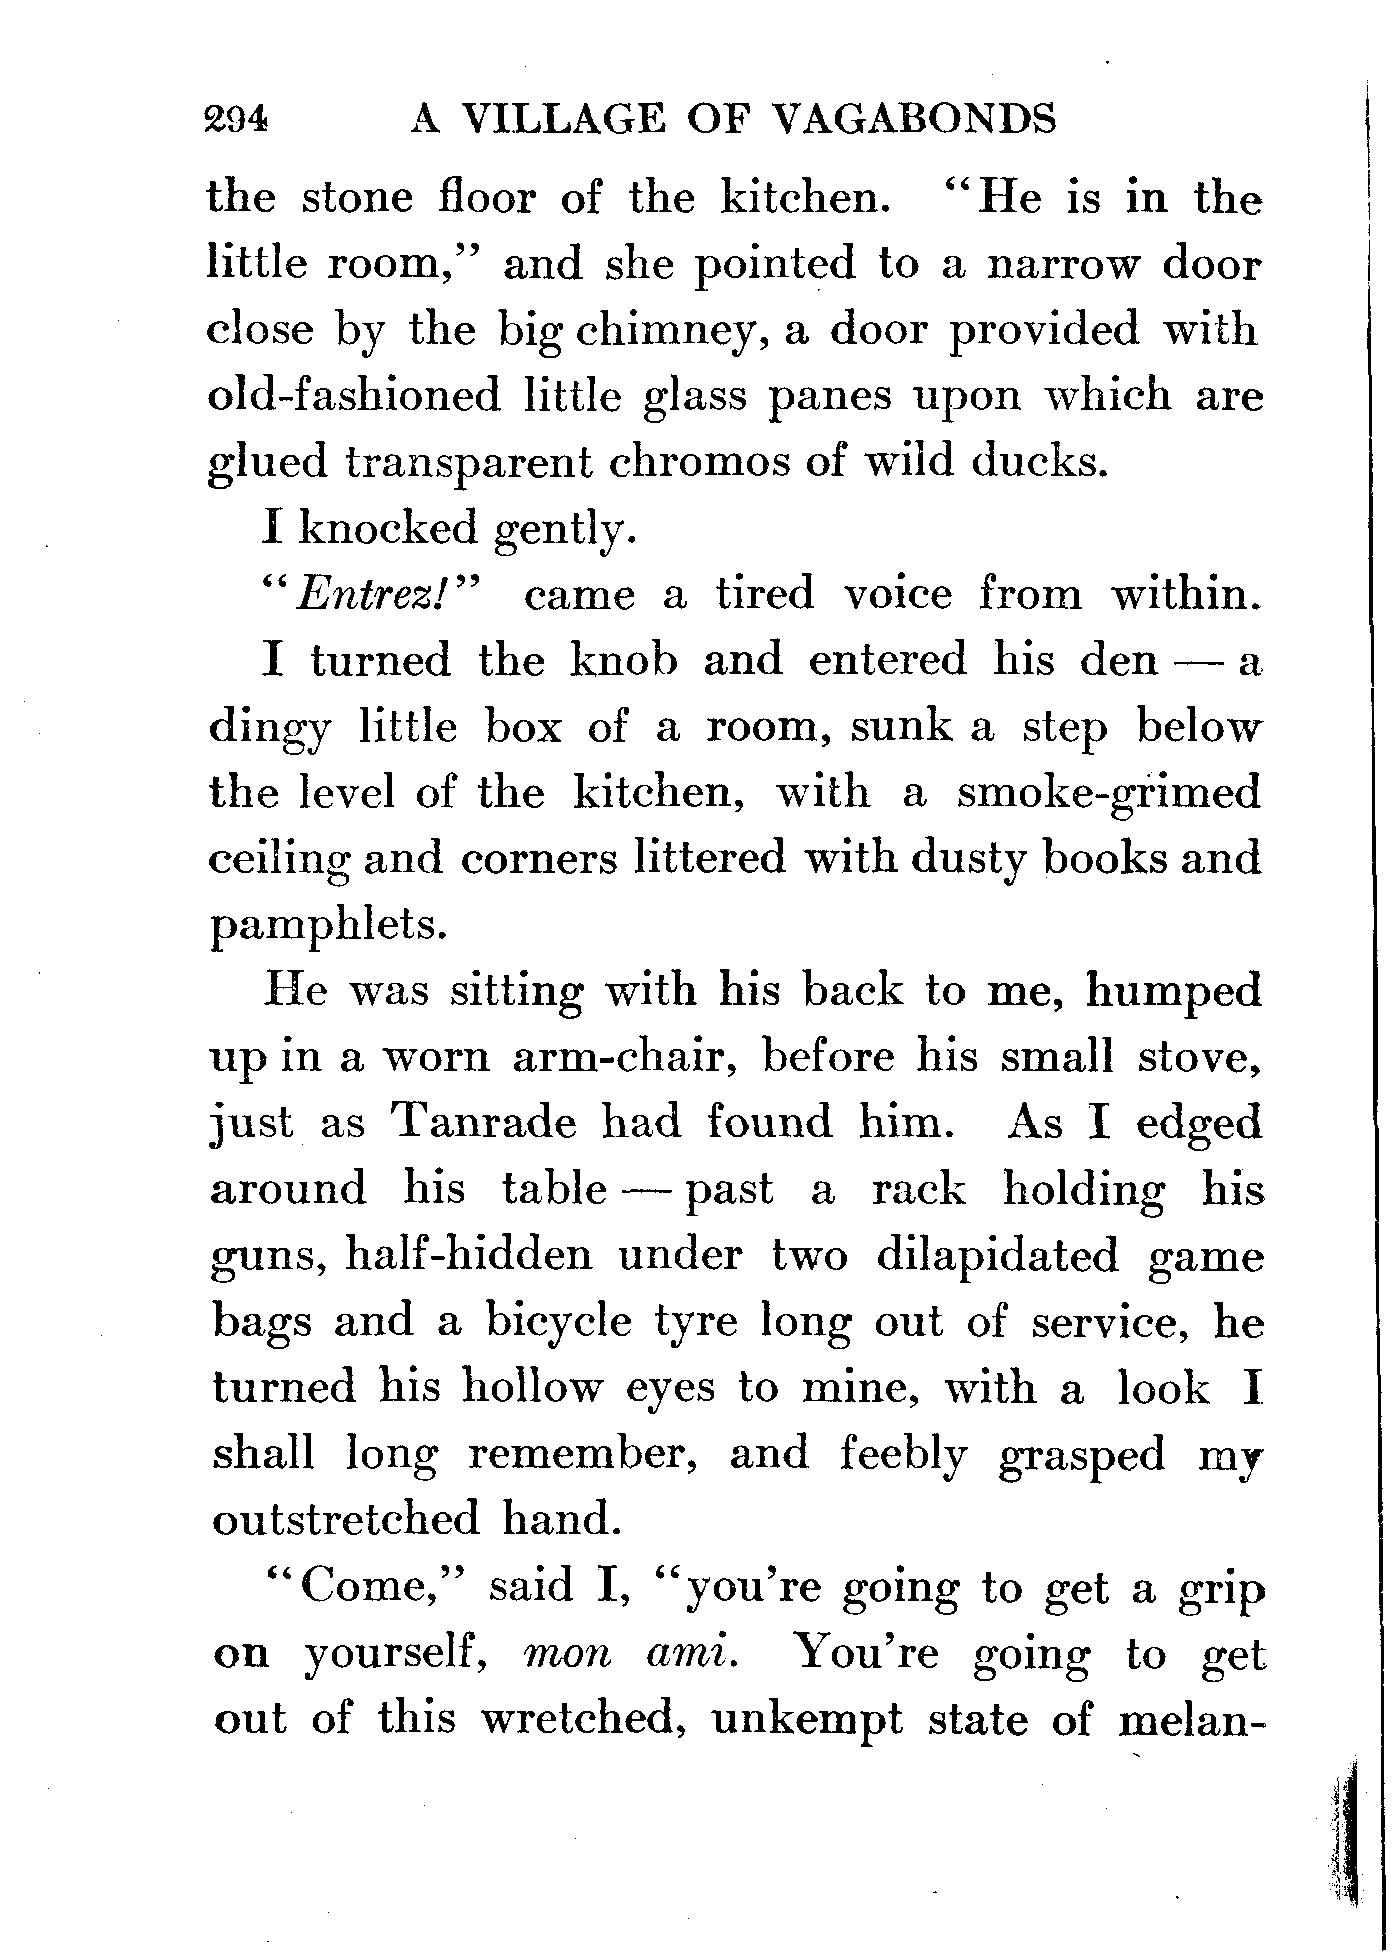 294 A VILLAGE OF VAGABONDS
the stone floor of the kitchen. “He is in the
little room,” and she pointed to a narrow door
close by the big chimney, a door provided with
old-fashioned little glass panes upon which are
glued transparent chromos of wild ducks.
I knocked gently.
“Entrez!” came a tired voice from within.
I turned the knob and entered his den — a
dingy little box of a room, sunk a step below
the level of the kitchen, with a smoke-grimed
ceiling and corners littered with dusty books and
pamphlets.
He was sitting with his back to me, humped
up in a worn arm-chair, before his small stove,
just as Tanrade had found him. As I edged
around his table — past a rack holding his
guns, half-hidden under two dilapidated game
bags and a bicycle tyre long out of service, he
turned his hollow eyes to mine, with a look I
shall long remember, and feebly grasped my
outstretched hand.
“Come,” said I, “you’re going to get a grip
on yourself, mon ami. You’re going to get
out of this wretched, unkempt state of melan-